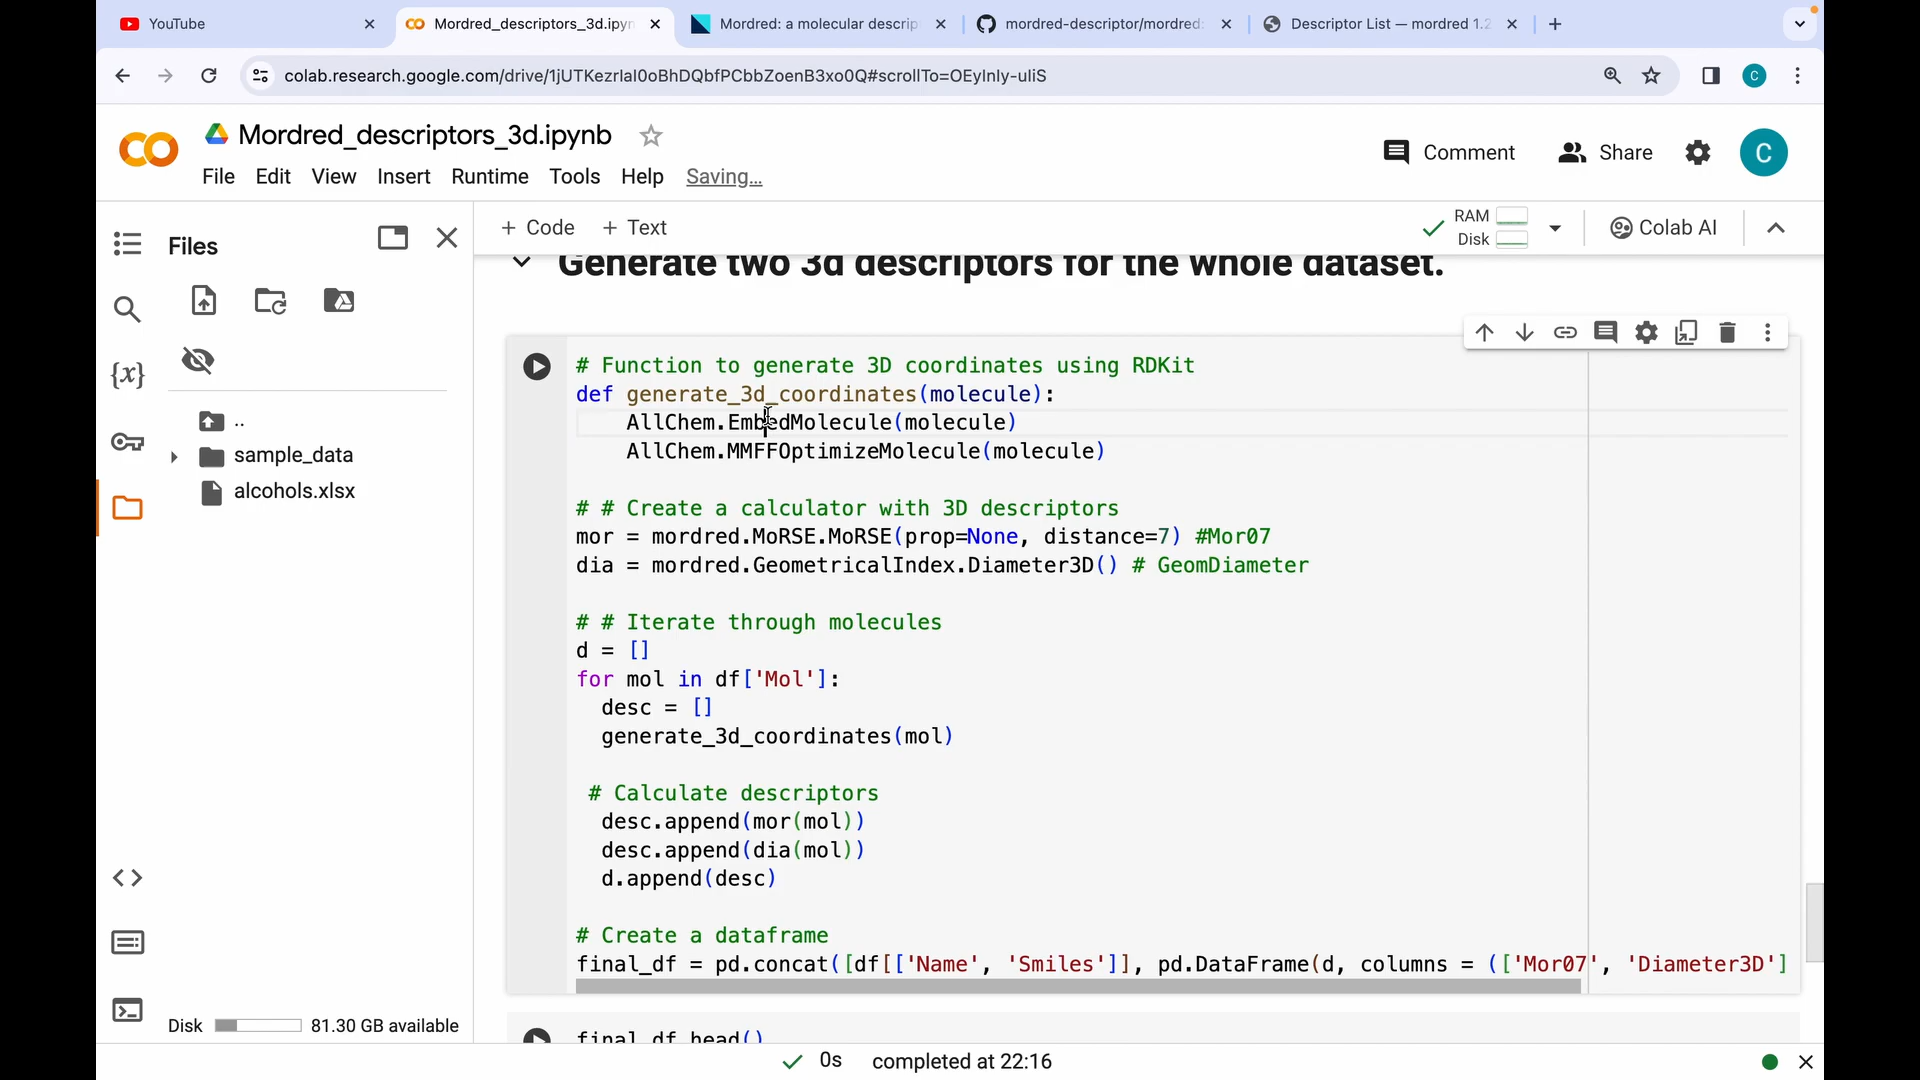 YouTube
Mordred_descriptors_3d.ipyn
Mordred: a molecular descrip
mordred-descriptor/mordred:
Descriptor List — mordred 1.2
colab.research.google.com/drive/1jUTKezrlaI0oBhDQbfPCbbZoenB3xo0Q#scrollTo=OEyInIy-uIiS
C
Mordred_descriptors_3d.ipynb
Comment
Share
C
File Edit View Insert Runtime Tools Help Saving...
Files
+ Code + Text
RAM
Disk
Colab AI
Generate two 3d descriptors for the whole dataset.
{x}
..
sample_data
alcohols.xlsx
# Function to generate 3D coordinates using RDKit
def generate_3d_coordinates(molecule):
    AllChem.EmbedMolecule(molecule)
    AllChem.MMFFOptimizeMolecule(molecule)
# # Create a calculator with 3D descriptors
mor = mordred.MoRSE.MoRSE(prop=None, distance=7) #Mor07
dia = mordred.GeometricalIndex.Diameter3D() # GeomDiameter
# # Iterate through molecules
d = []
for mol in df['Mol']:
  desc = []
  generate_3d_coordinates(mol)
 # Calculate descriptors
  desc.append(mor(mol))
  desc.append(dia(mol))
  d.append(desc)
# Create a dataframe
final_df = pd.concat([df[['Name', 'Smiles']], pd.DataFrame(d, columns = (['Mor07', 'Diameter3D']
final_df.head()
Disk 81.30 GB available
0s completed at 22:16